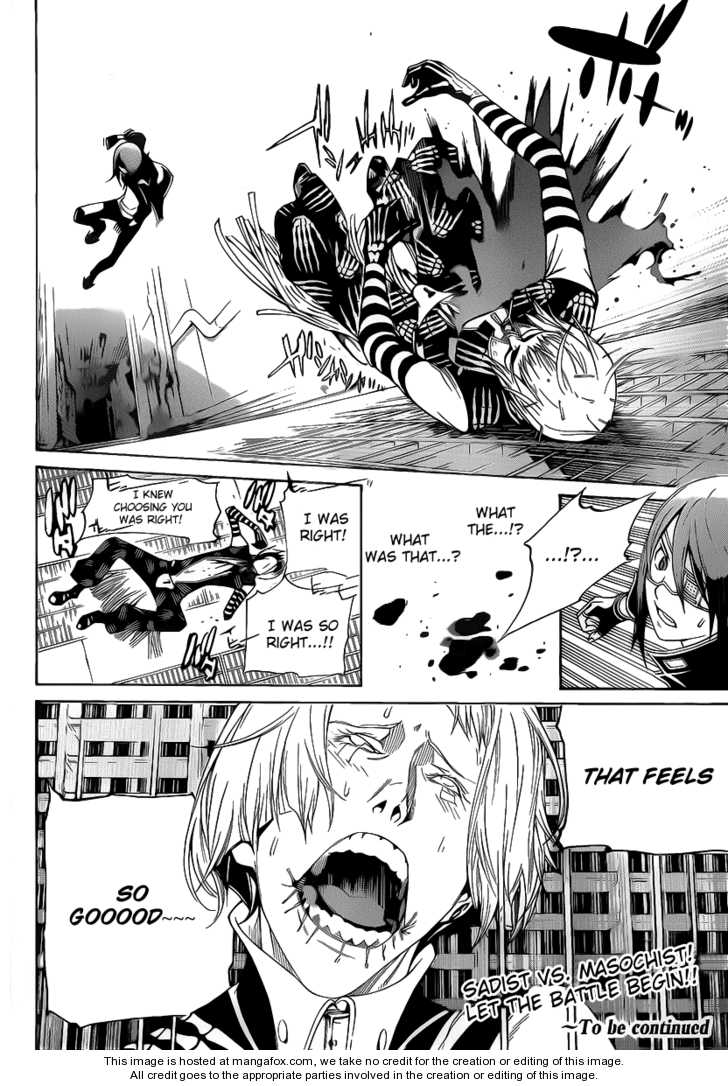 ...!?...
WHAT
THE...!?
WHAT
WAS THAT...?
I WAS
RIGHT!
I WAS SO
RIGHT...!!
I KNEW
CHOOSING YOU
WAS RIGHT!
THAT FEELS
SO
GOOOOD~~~
SADIST VS. MASOCHIST!
LET THE BATTLE BEGIN!!
~To be continued
This image is hosted at mangafox.com, we take no credit for the creation or editing of this image.
All credit goes to the appropriate parties involved in the creation or editing of this image.